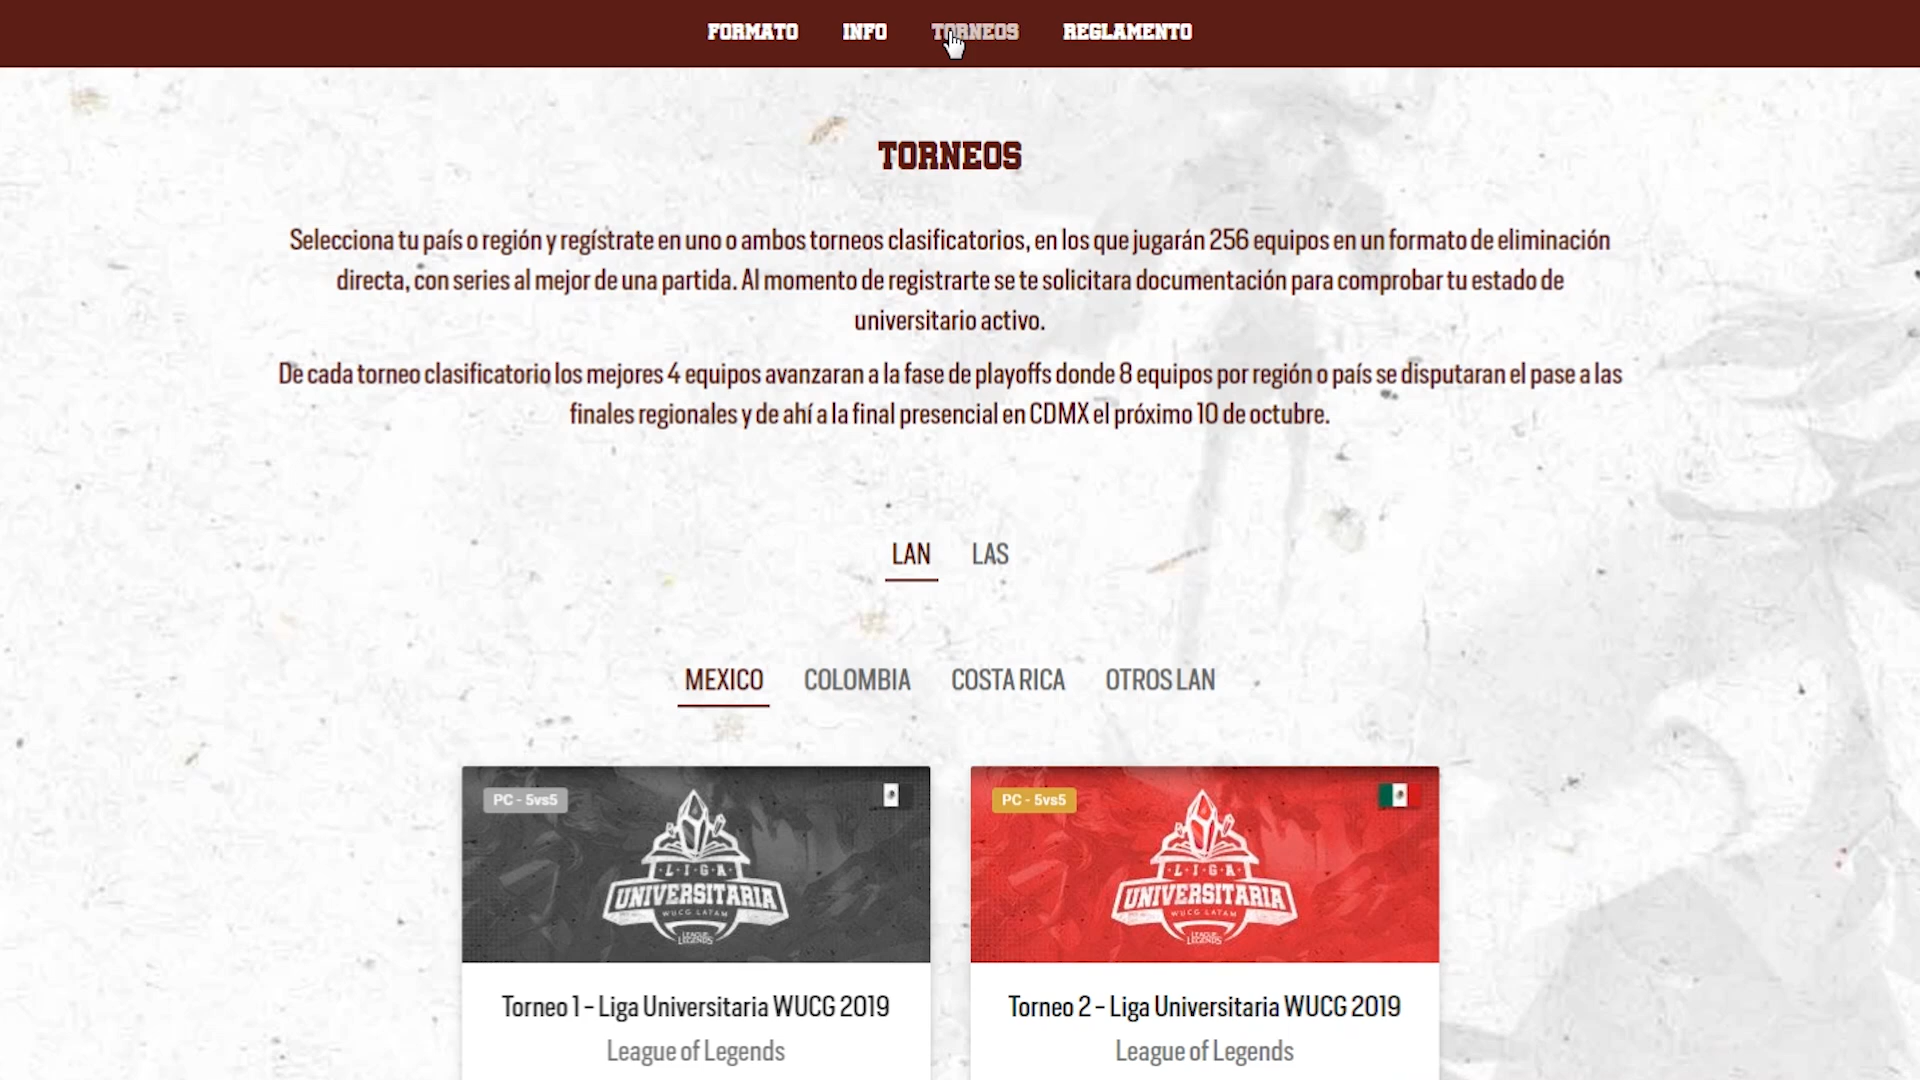 FORMATO INFO TORNEOS REGLAMENTO
TORNEOS
Selecciona tu país o región y regístrate en uno o ambos torneos clasificatorios, en los que jugarán 256 equipos en un formato de eliminación
directa, con series al mejor de una partida. Al momento de registrarte se te solicitara documentación para comprobar tu estado de
universitario activo.
De cada torneo clasificatorio los mejores 4 equipos avanzaran a la fase de playoffs donde 8 equipos por región o país se disputaran el pase a las
finales regionales y de ahí a la final presencial en CDMX el próximo 10 de octubre.
LAN LAS
MEXICO COLOMBIA COSTA RICA OTROS LAN
PC - 5vs5
LIGA
UNIVERSITARIA
WUCG LATAM
LEAGUE OF
LEGENDS
Torneo 1 - Liga Universitaria WUCG 2019
League of Legends
PC - 5vs5
LIGA
UNIVERSITARIA
WUCG LATAM
LEAGUE OF
LEGENDS
Torneo 2 - Liga Universitaria WUCG 2019
League of Legends